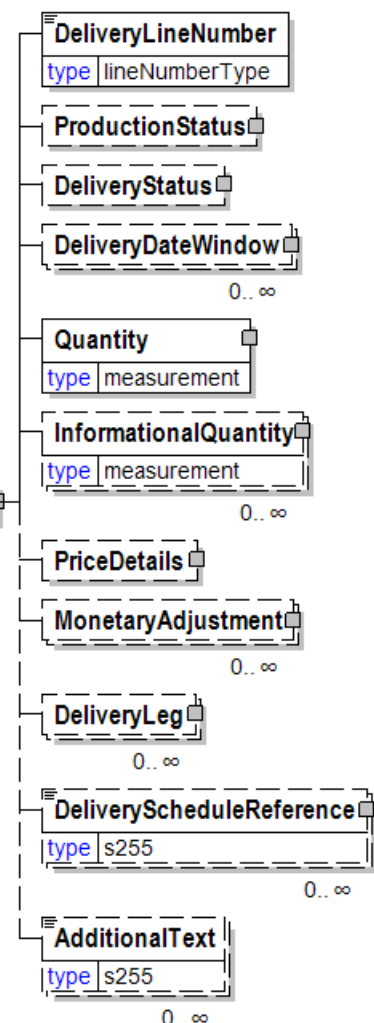 DeliveryLineNumber
type lineNumberType
ProductionStatus
DeliveryStatus
DeliveryDateWindow
0.. ∞
Quantity
type measurement
InformationalQuantity
type measurement
0.. ∞
PriceDetails
MonetaryAdjustment
0.. ∞
DeliveryLeg
0.. ∞
DeliveryScheduleReference
type s255
0.. ∞
AdditionalText
type s255
0.. ∞